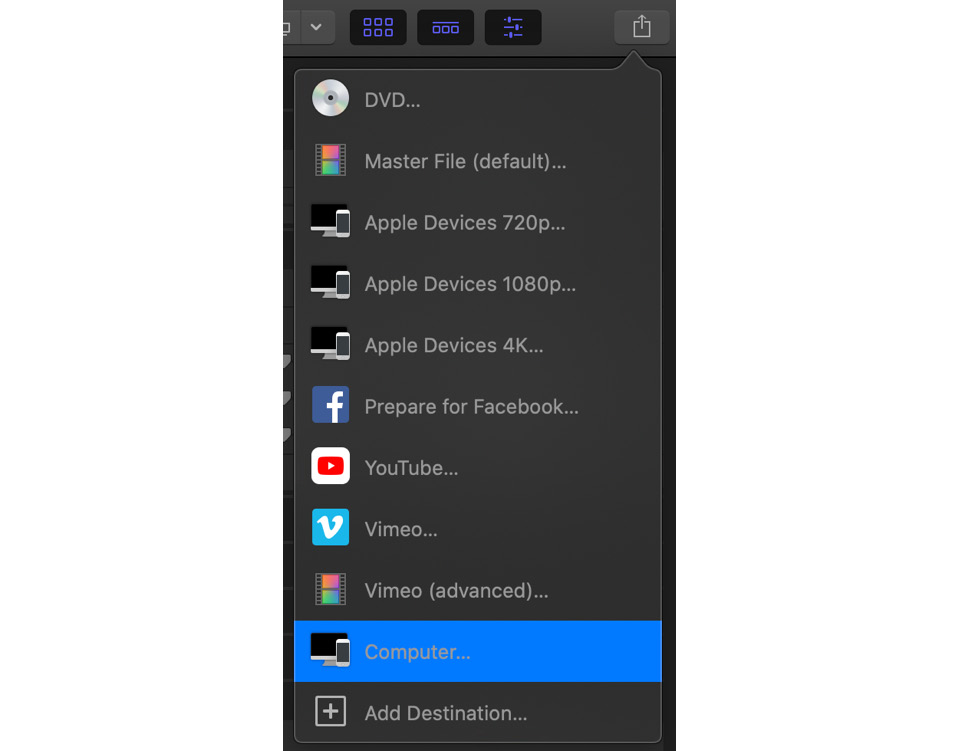 DVD…
Master File (default)…
Apple Devices 720p…
Apple Devices 1080p…
Apple Devices 4K…
Prepare for Facebook…
YouTube…
Vimeo…
Vimeo (advanced)…
Computer…
Add Destination…